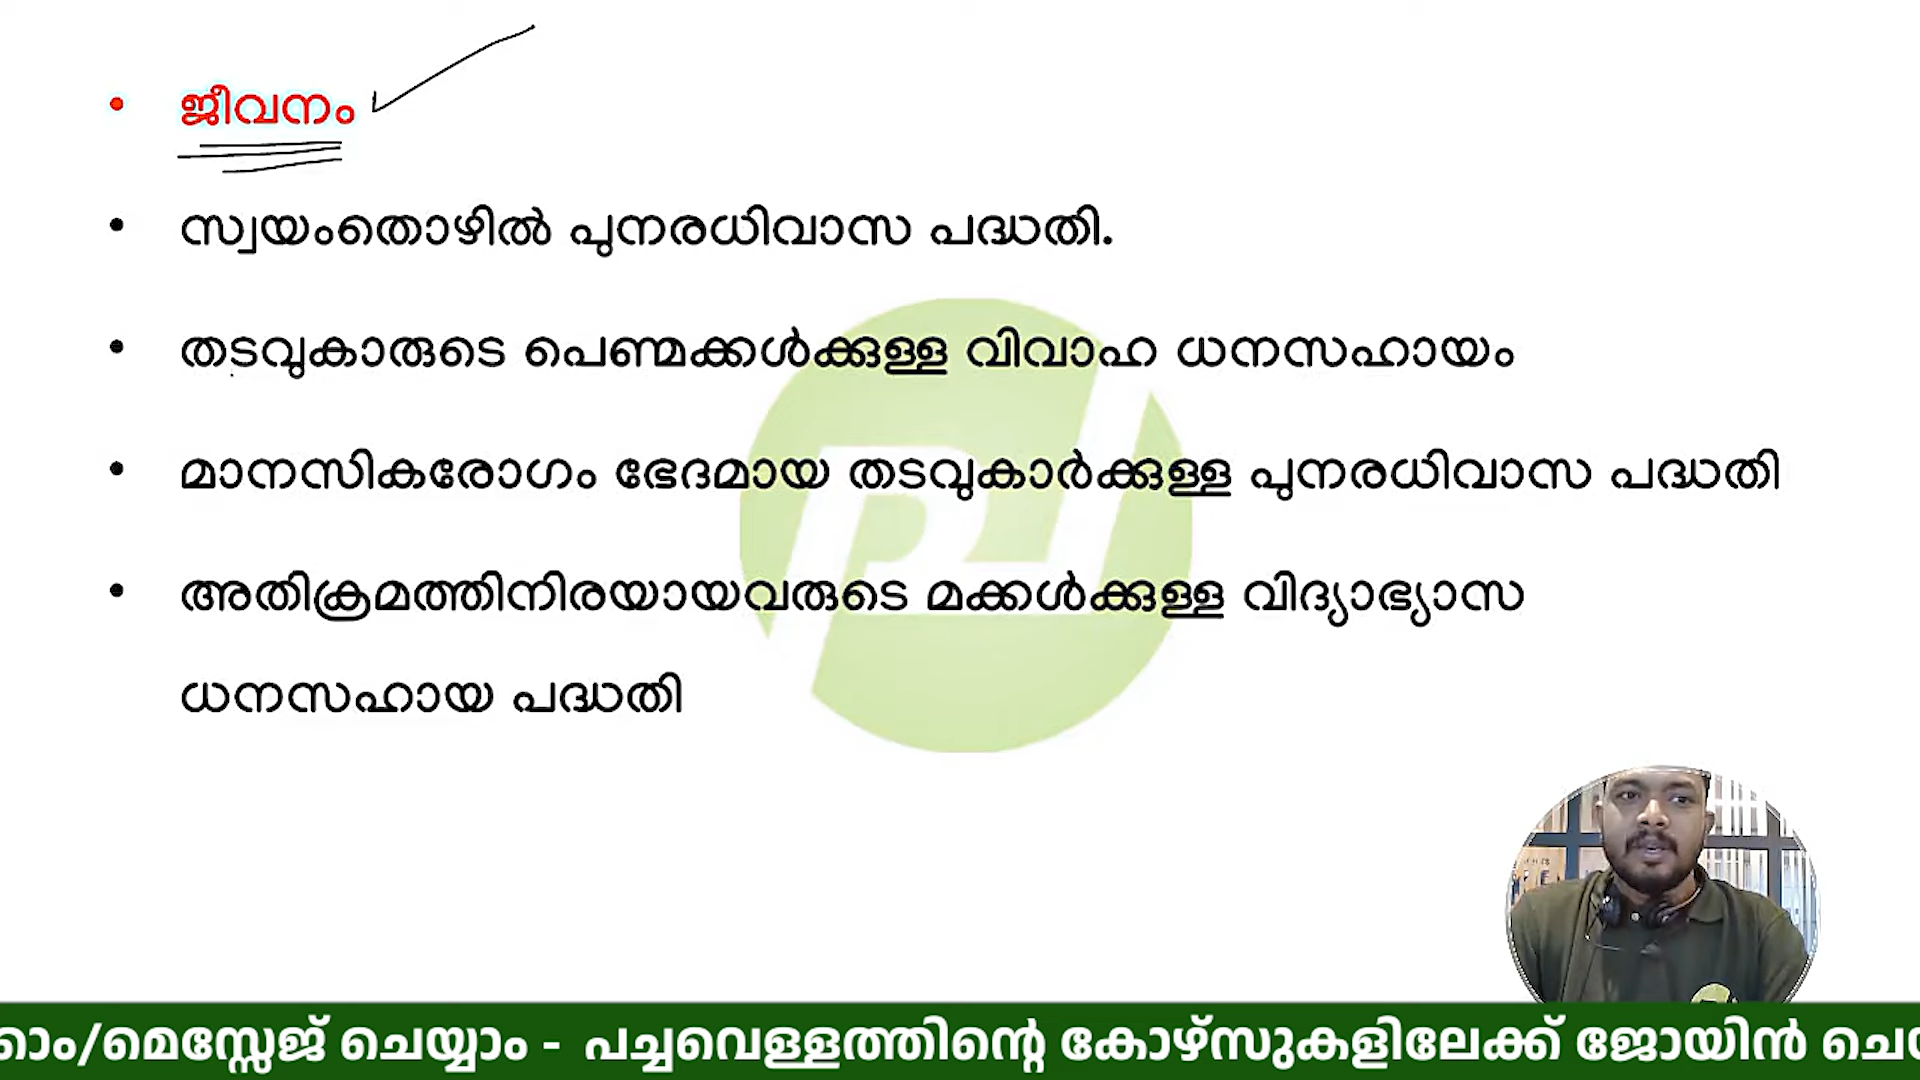 ജീവനം
സ്വയംതൊഴിൽ പുനരധിവാസ പദ്ധതി.
തടവുകാരുടെ പെണ്മക്കൾക്കുള്ള വിവാഹ ധനസഹായം
മാനസികരോഗം ഭേദമായ തടവുകാർക്കുള്ള പുനരധിവാസ പദ്ധതി
അതിക്രമത്തിനിരയായവരുടെ മക്കൾക്കുള്ള വിദ്യാഭ്യാസ
ധനസഹായ പദ്ധതി
മെസ്സേജ് ചെയ്യാം - പച്ചവെള്ളത്തിന്റെ കോഴ്സുകളിലേക്ക് ജോയിൻ